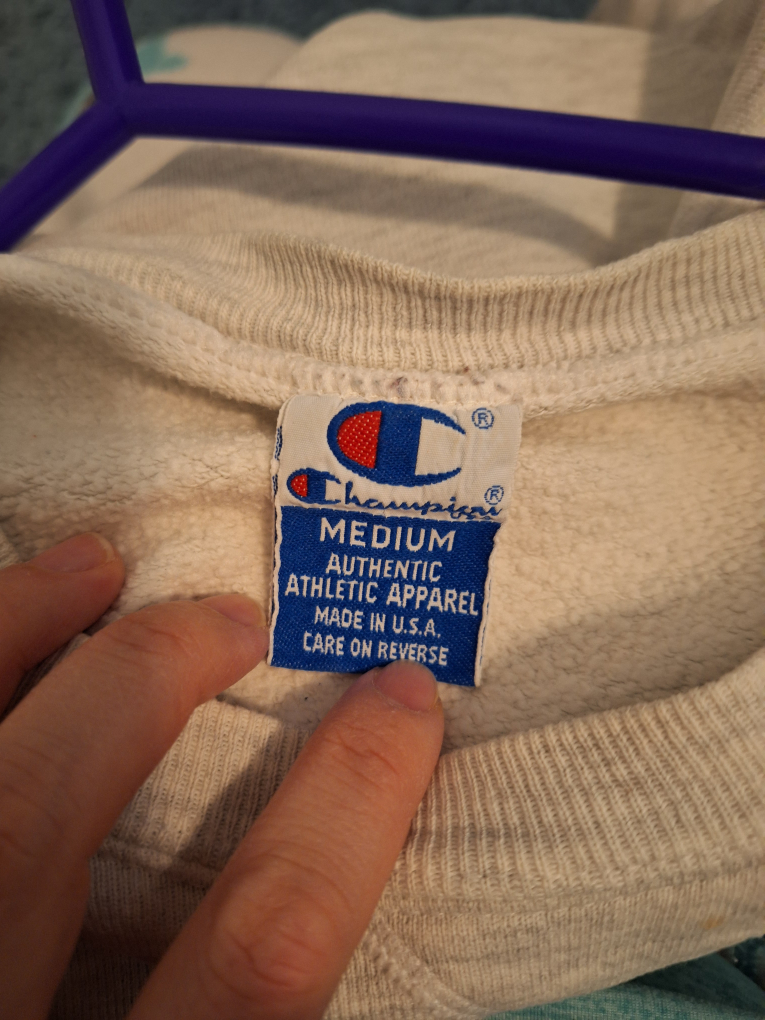 ®
Champion ®
MEDIUM
AUTHENTIC
ATHLETIC APPAREL
MADE IN U.S.A.
CARE ON REVERSE